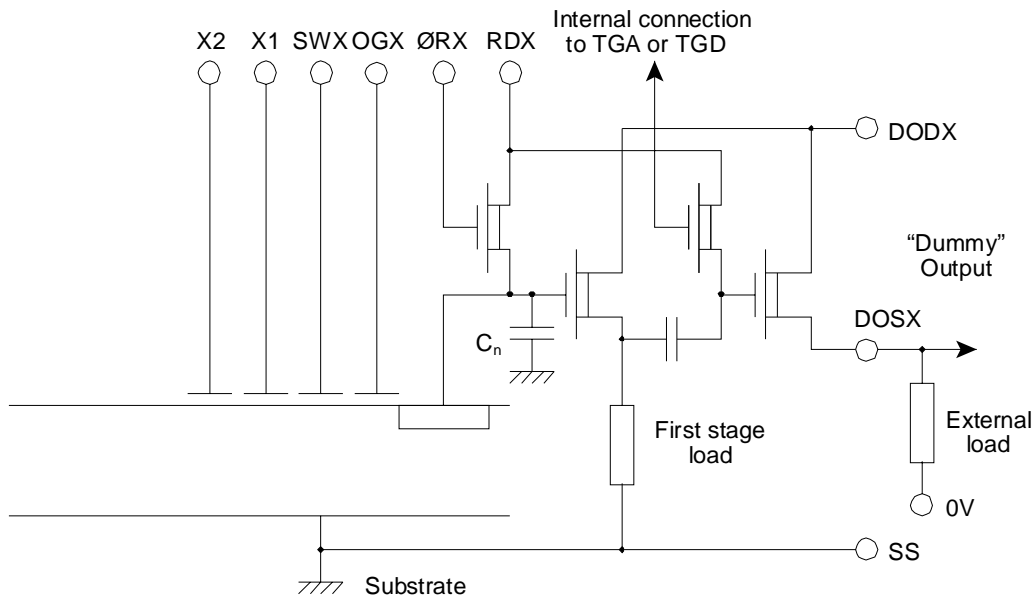 Internal connection
to TGA or TGD
X2 X1 SWX OGX ØRX RDX
DODX
“Dummy”
Output
DOSX
Cn
First stage
load
External
load
0V
SS
Substrate